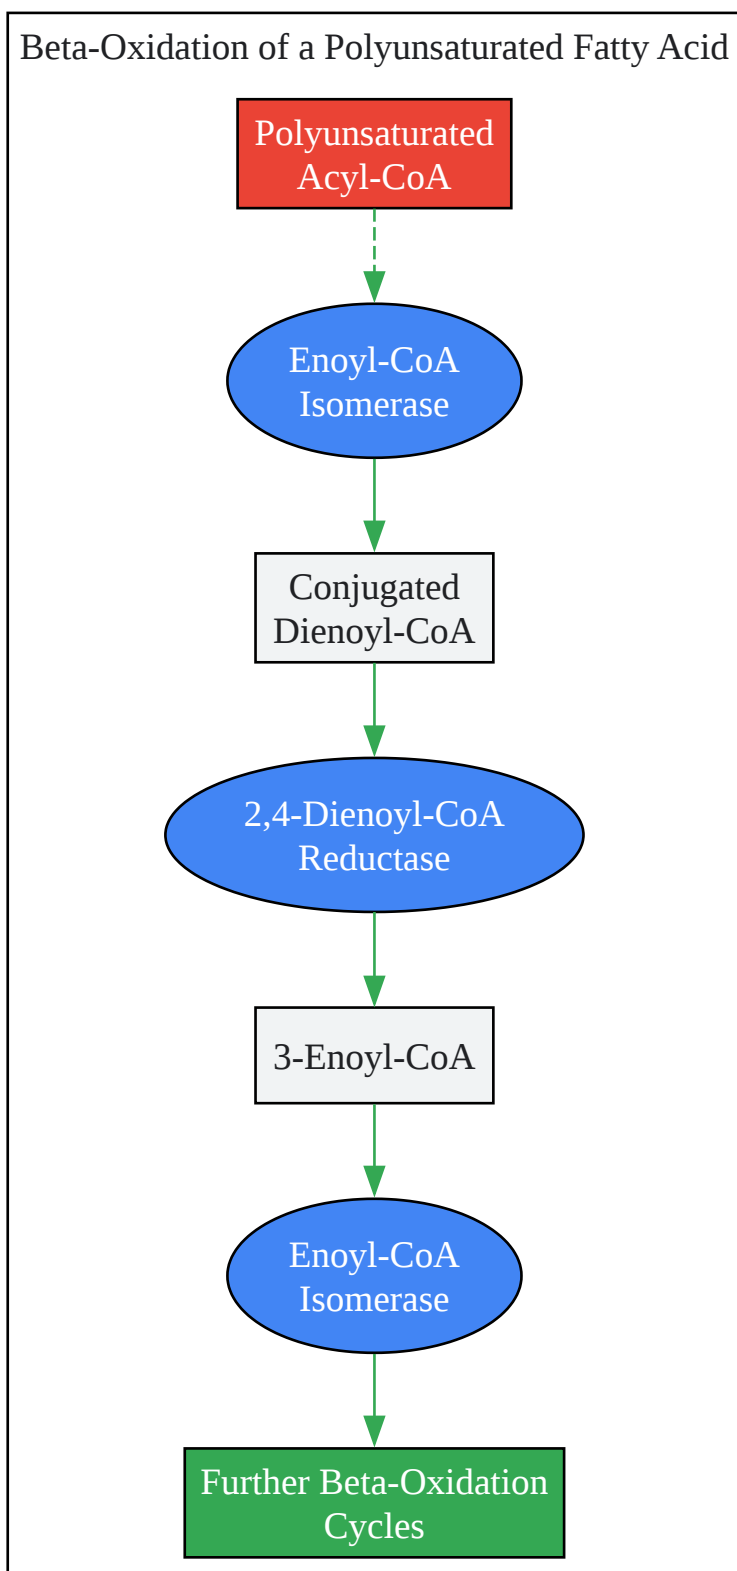 Beta-Oxidation of a Polyunsaturated Fatty Acid
Polyunsaturated
Acyl-CoA
Enoyl-CoA
Isomerase
Conjugated
Dienoyl-CoA
2,4-Dienoyl-CoA
Reductase
3-Enoyl-CoA
Enoyl-CoA
Isomerase
Further Beta-Oxidation
Cycles